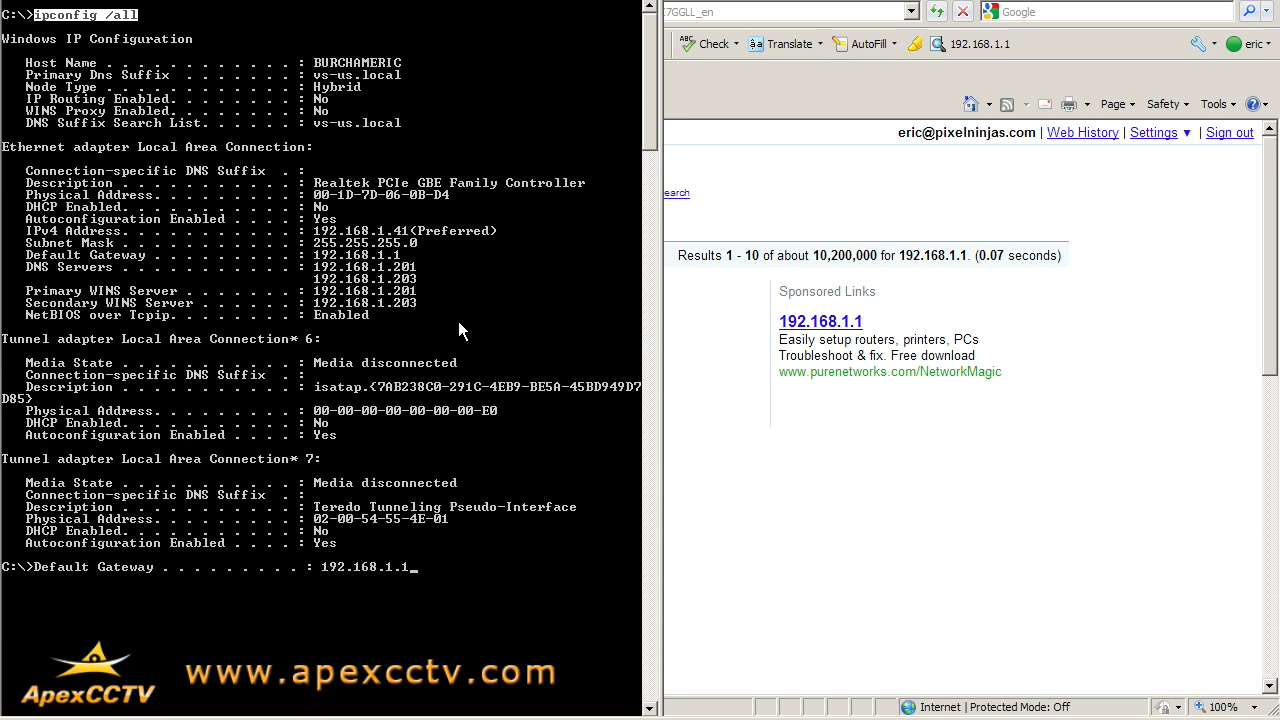 C:\>ipconfig /all
Windows IP Configuration
Host Name . . . . . . . . . . . . : BURCHAMERIC
Primary Dns Suffix . . . . . . . : vs-us.local
Node Type . . . . . . . . . . . . : Hybrid
IP Routing Enabled. . . . . . . . : No
WINS Proxy Enabled. . . . . . . . : No
DNS Suffix Search List. . . . . . : vs-us.local
Ethernet adapter Local Area Connection:
Connection-specific DNS Suffix . :
Description . . . . . . . . . . . : Realtek PCIe GBE Family Controller
Physical Address. . . . . . . . . : 00-1D-7D-06-0B-D4
DHCP Enabled. . . . . . . . . . . : No
Autoconfiguration Enabled . . . . : Yes
IPv4 Address. . . . . . . . . . . : 192.168.1.41(Preferred)
Subnet Mask . . . . . . . . . . . : 255.255.255.0
Default Gateway . . . . . . . . . : 192.168.1.1
DNS Servers . . . . . . . . . . . : 192.168.1.201
192.168.1.203
Primary WINS Server . . . . . . . : 192.168.1.201
Secondary WINS Server . . . . . . : 192.168.1.203
NetBIOS over Tcpip. . . . . . . . : Enabled
Tunnel adapter Local Area Connection* 6:
Media State . . . . . . . . . . . : Media disconnected
Connection-specific DNS Suffix . :
Description . . . . . . . . . . . : isatap.{7AB238C0-291C-4EB9-BE5A-45BD949D7
D85}
Physical Address. . . . . . . . . : 00-00-00-00-00-00-00-E0
DHCP Enabled. . . . . . . . . . . : No
Autoconfiguration Enabled . . . . : Yes
Tunnel adapter Local Area Connection* 7:
Media State . . . . . . . . . . . : Media disconnected
Connection-specific DNS Suffix . :
Description . . . . . . . . . . . : Teredo Tunneling Pseudo-Interface
Physical Address. . . . . . . . . : 02-00-54-55-4E-01
DHCP Enabled. . . . . . . . . . . : No
Autoconfiguration Enabled . . . . : Yes
C:\>Default Gateway . . . . . . . . . : 192.168.1.1_
ApexCCTV
www.apexcctv.com
7GGLL_en
Google
ABC Check
aあ Translate
AutoFill
192.168.1.1
eric
Page
Safety
Tools
eric@pixelninjas.com | Web History | Settings ▼ | Sign out
earch
Results 1 - 10 of about 10,200,000 for 192.168.1.1. (0.07 seconds)
Sponsored Links
192.168.1.1
Easily setup routers, printers, PCs
Troubleshoot & fix. Free download
www.purenetworks.com/NetworkMagic
Internet | Protected Mode: Off
100%